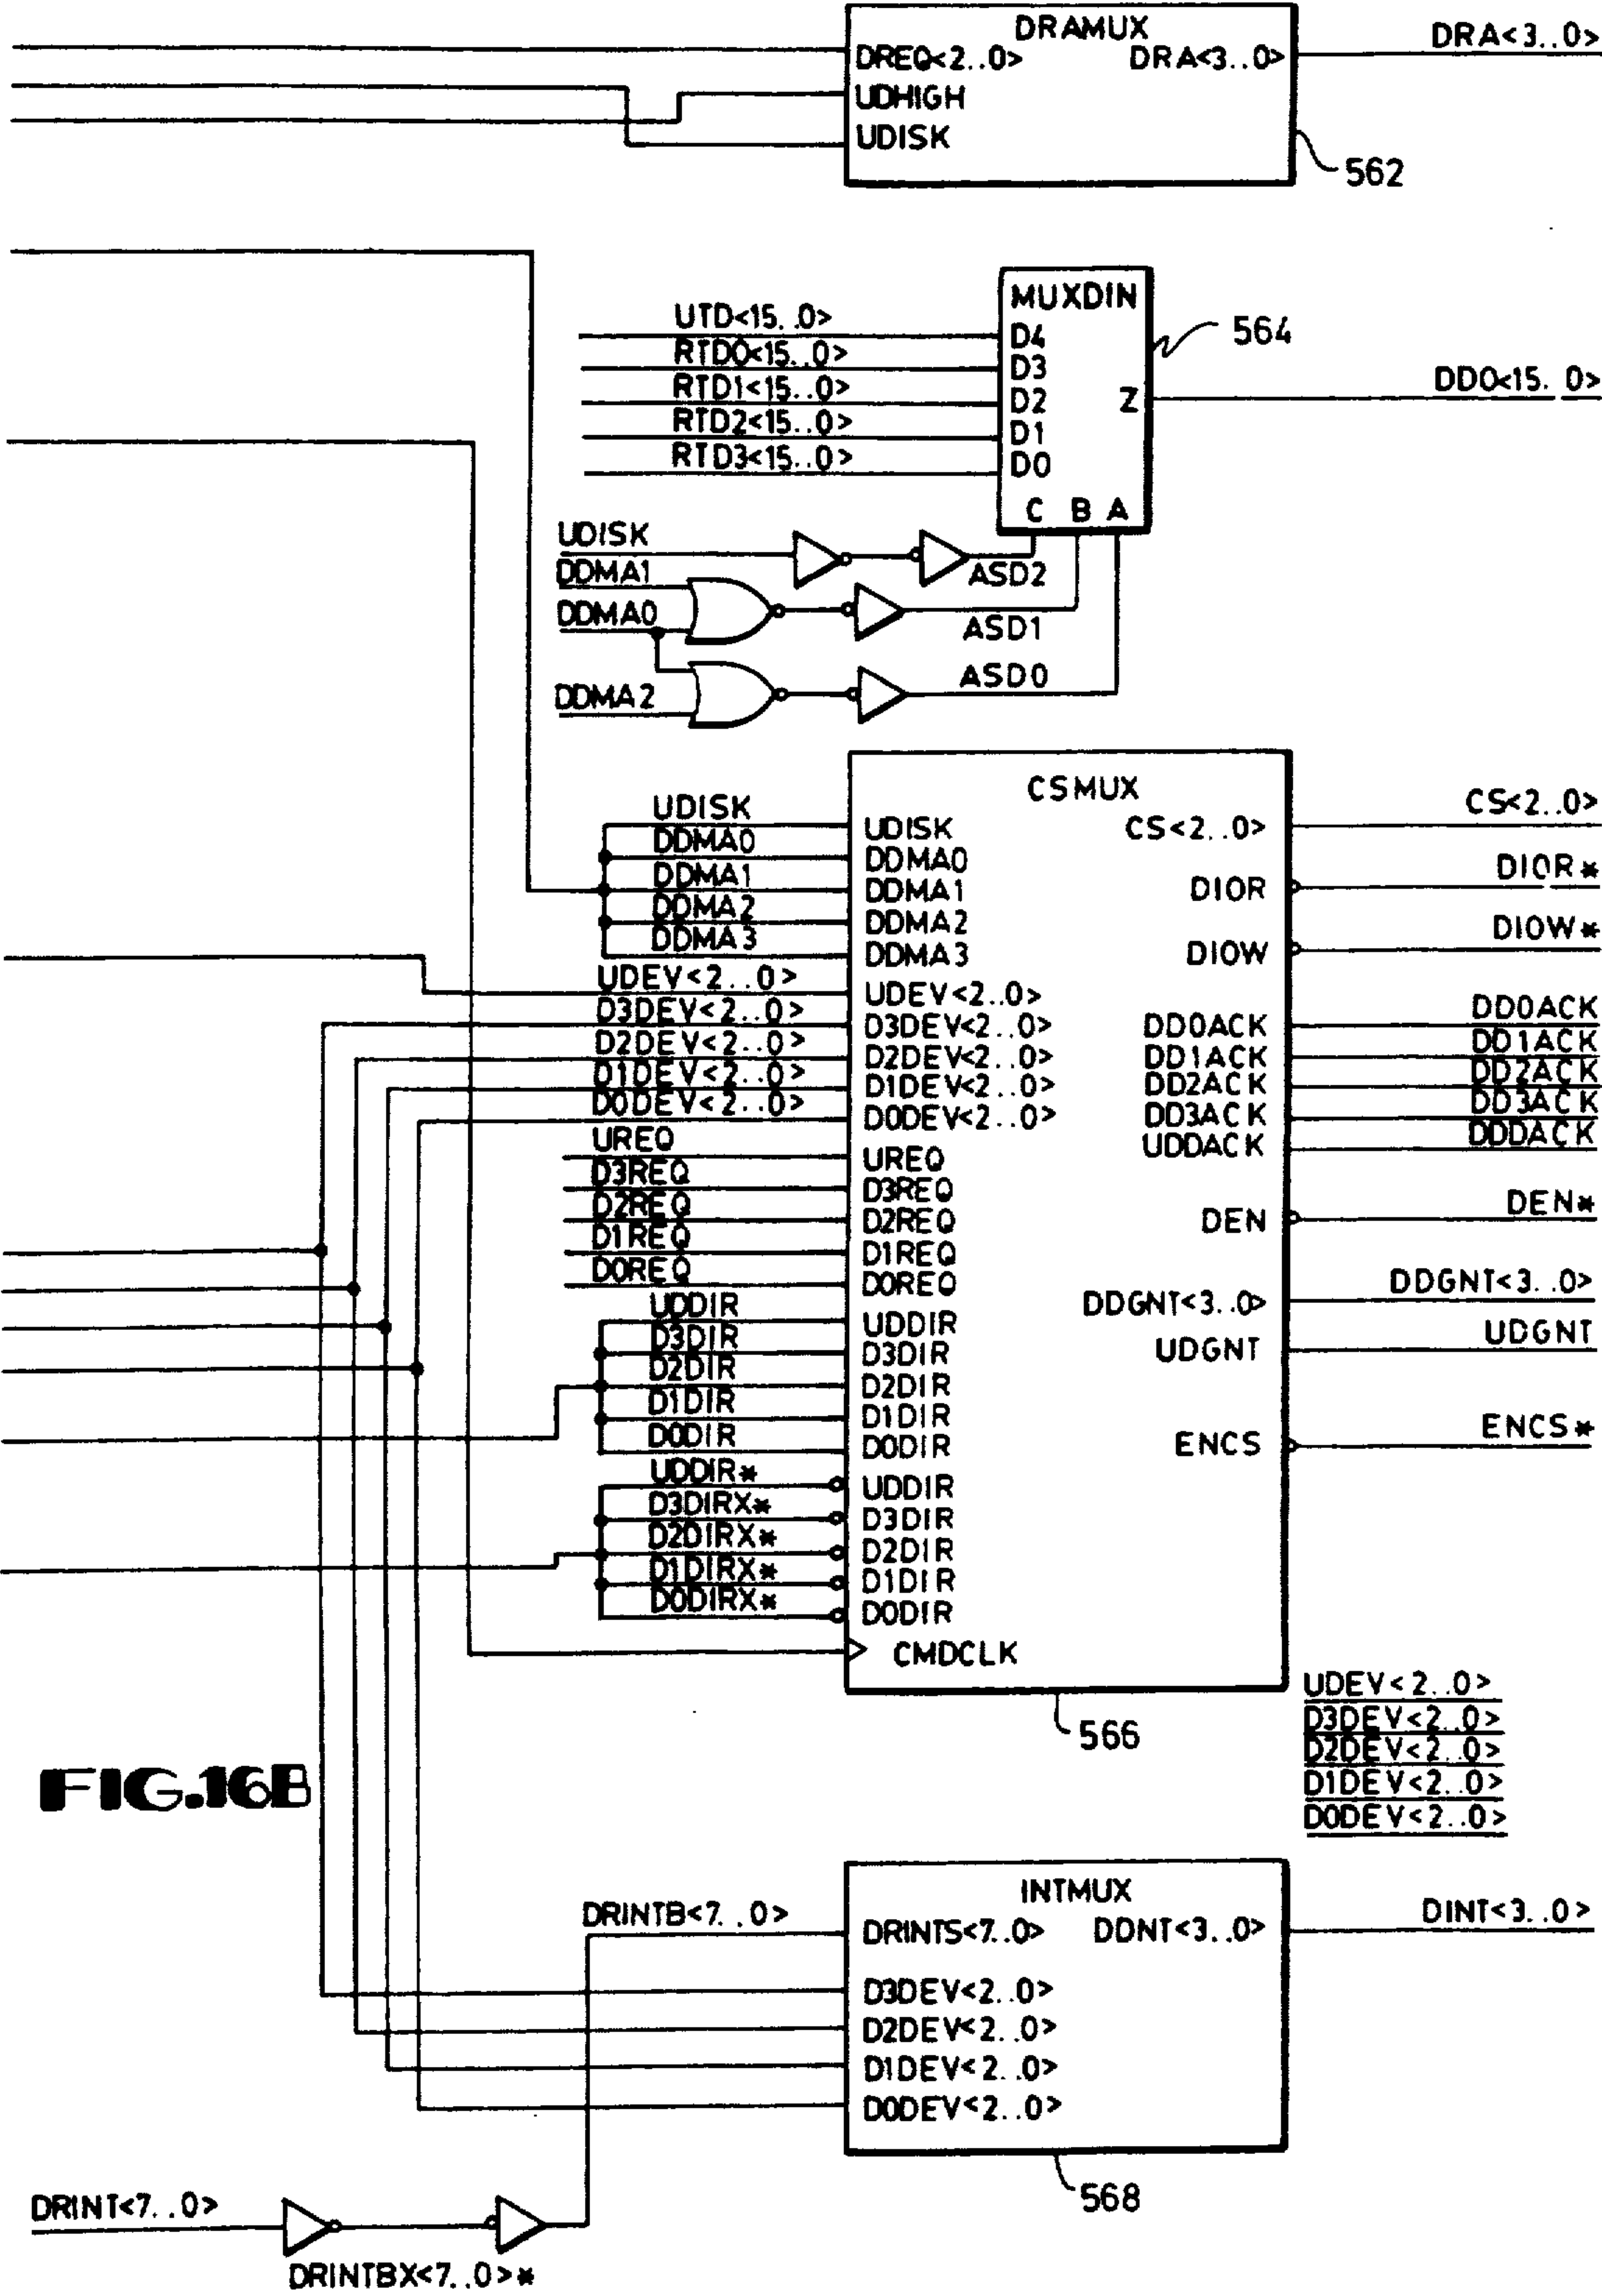 DRAMUX
DRA<3..0>
DREQ<2..0> DRA<3..0>
UDHIGH
UDISK
562
MUXDIN
UTD<15..0> D4
564
RTD0<15..0> D3
RTD1<15..0> D2 Z DDO<15..0>
RTD2<15..0> D1
RTD3<15..0> D0
C B A
UDISK
ASD2
DDMA1
DDMA0
ASD1
ASD0
DDMA2
CSMUX
UDISK UDISK CS<2..0> CS<2..0>
DDMA0 DDMA0
DDMA1 DDMA1 DIOR DIOR*
DDMA2 DDMA2
DDMA3 DDMA3 DIOW DIOW*
UDEV<2..0> UDEV<2..0>
D3DEV<2..0> D3DEV<2..0> DD0ACK DD0ACK
D2DEV<2..0> D2DEV<2..0> DD1ACK DD1ACK
D1DEV<2..0> D1DEV<2..0> DD2ACK DD2ACK
D0DEV<2..0> D0DEV<2..0> DD3ACK DD3ACK
UREQ UREQ UDDACK DDDACK
D3REQ D3REQ
D2REQ D2REQ DEN DEN*
D1REQ D1REQ
D0REQ D0REQ DDGNT<3..0> DDGNT<3..0>
UDDIR UDDIR
D3DIR D3DIR UDGNT UDGNT
D2DIR D2DIR
D1DIR D1DIR
D0DIR D0DIR ENCS ENCS*
UDDIR* UDDIR
D3DIRX* D3DIR
D2DIRX* D2DIR
D1DIRX* D1DIR
D0DIRX* D0DIR
CMDCLK
566
UDEV<2..0>
D3DEV<2..0>
D2DEV<2..0>
D1DEV<2..0>
D0DEV<2..0>
FIG.16B
INTMUX
DRINTB<7..0> DRINTS<7..0> DDNT<3..0> DINT<3..0>
D3DEV<2..0>
D2DEV<2..0>
D1DEV<2..0>
D0DEV<2..0>
568
DRINT<7..0>
DRINTBX<7..0>*